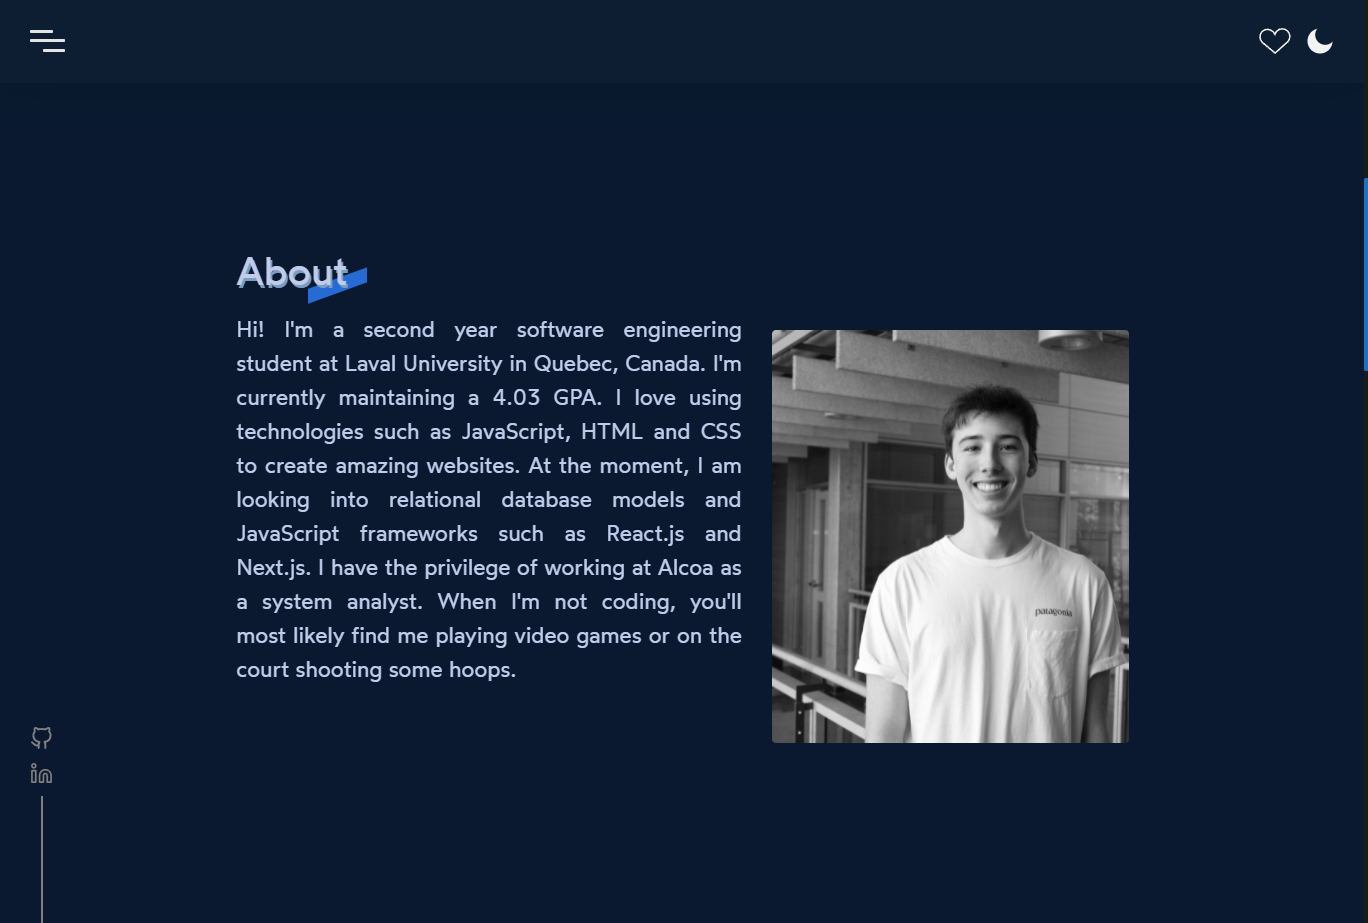 About
Hi! I'm a second year software engineering
student at Laval University in Quebec, Canada. I'm
currently maintaining a 4.03 GPA. I love using
technologies such as JavaScript, HTML and CSS
to create amazing websites. At the moment, I am
looking into relational database models and
JavaScript frameworks such as React.js and
Next.js. I have the privilege of working at Alcoa as
a system analyst. When I'm not coding, you'll
most likely find me playing video games or on the
court shooting some hoops.
patagonia
in